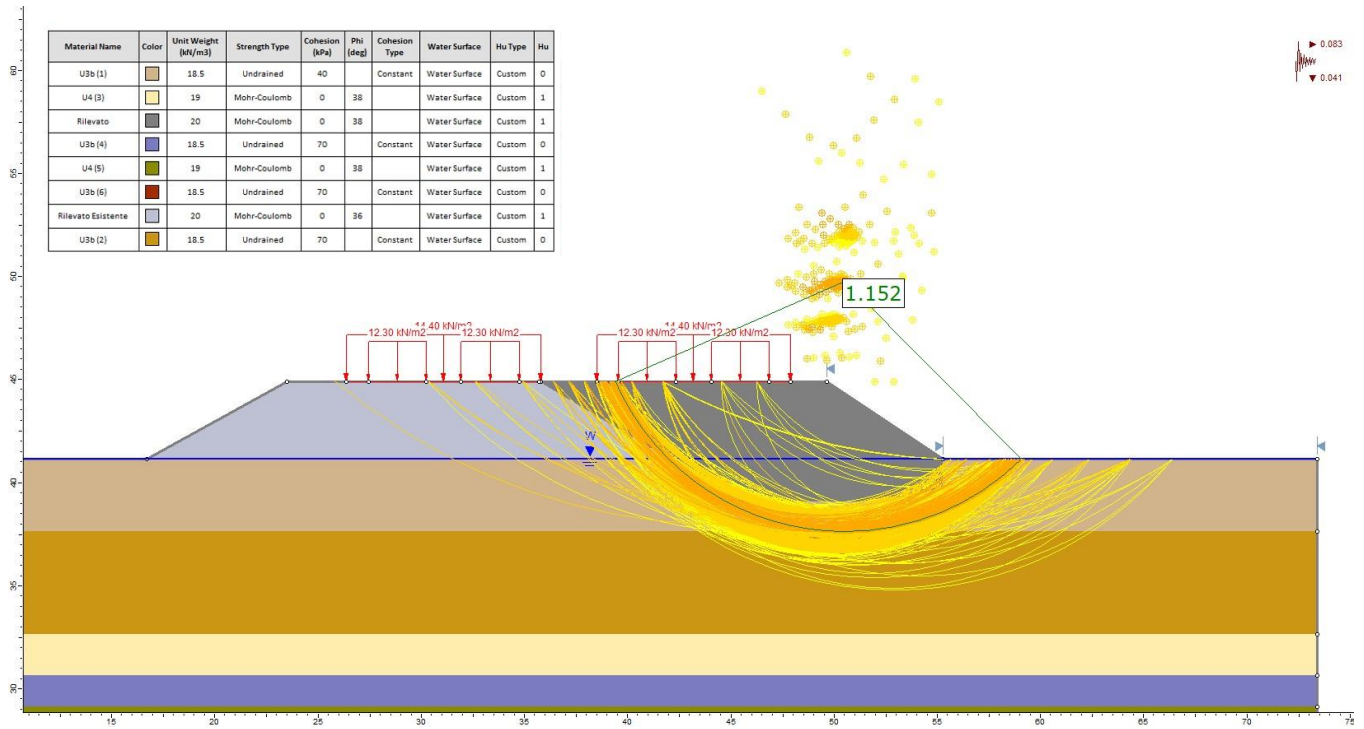 Material Name Color Unit Weight (kN/m3) Strength Type Cohesion (kPa) Phi (deg) Cohesion Type Water Surface Hu Type Hu
U3b (1) 18.5 Undrained 40 Constant Water Surface Custom 0
U4 (3) 19 Mohr-Coulomb 0 38 Water Surface Custom 1
Rilevato 20 Mohr-Coulomb 0 38 Water Surface Custom 1
U3b (4) 18.5 Undrained 70 Constant Water Surface Custom 0
U4 (5) 19 Mohr-Coulomb 0 38 Water Surface Custom 1
U3b (6) 18.5 Undrained 70 Constant Water Surface Custom 0
Rilevato Esistente 20 Mohr-Coulomb 0 36 Water Surface Custom 1
U3b (2) 18.5 Undrained 70 Constant Water Surface Custom 0
0.083
0.041
1.152
14.40 kN/m2 14.40 kN/m2
12.30 kN/m2 12.30 kN/m2 12.30 kN/m2 12.30 kN/m2
W
60
55
50
45
40
35
30
15 20 25 30 35 40 45 50 55 60 65 70 75